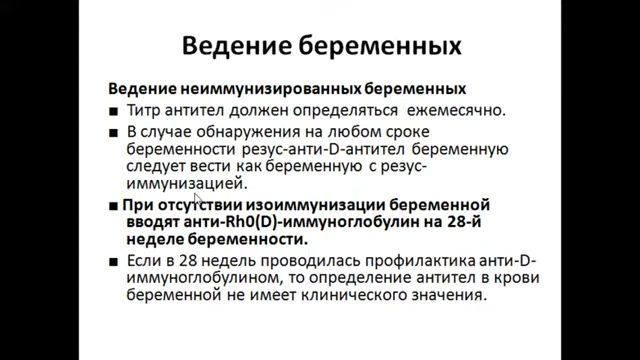 Ведение беременных
Ведение неиммунизированных беременных
■ Титр антител должен определяться ежемесячно.
■ В случае обнаружения на любом сроке
беременности резус-анти-D-антител беременную
следует вести как беременную с резус-
иммунизацией.
■ При отсутствии изоиммунизации беременной
вводят анти-Rh0(D)-иммуноглобулин на 28-й
неделе беременности.
■ Если в 28 недель проводилась профилактика анти-D-
иммуноглобулином, то определение антител в крови
беременной не имеет клинического значения.